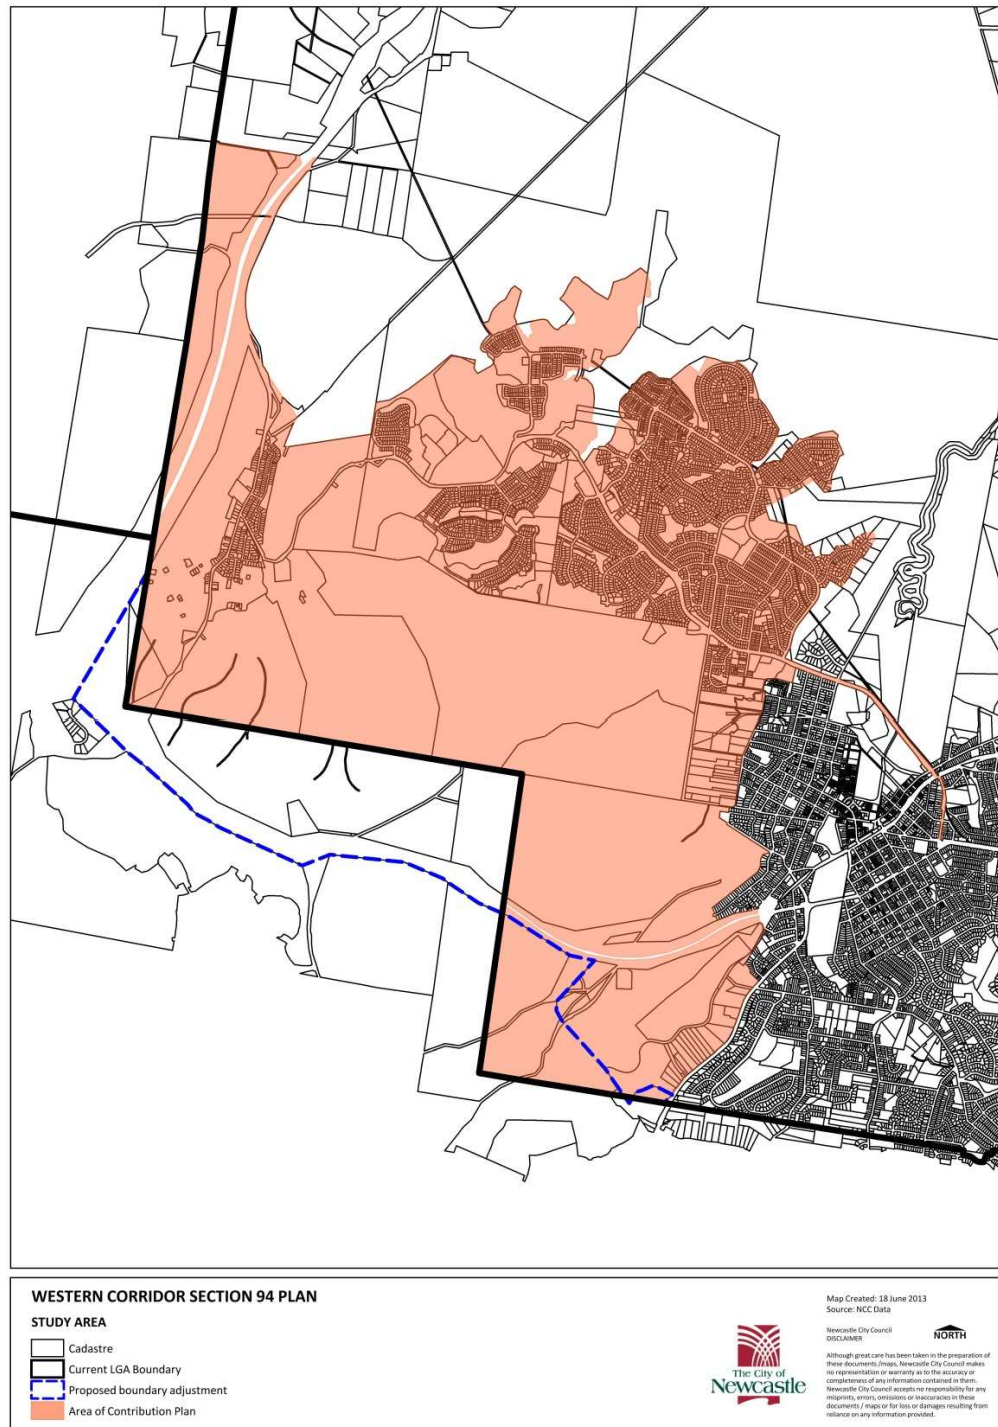 WESTERN CORRIDOR SECTION 94 PLAN
STUDY AREA
Cadastre
Current LGA Boundary
Proposed boundary adjustment
Area of Contribution Plan
The City of
Newcastle
Map Created: 18 June 2013
Source: NCC Data
Newcastle City Council
DISCLAIMER
NORTH
Although great care has been taken in the preparation of
these documents /maps, Newcastle City Council makes
no representation or warranty as to the accuracy or
completeness of any information contained in them.
Newcastle City Council accepts no responsibility for any
misprints, errors, omissions or inaccuracies in these
documents / maps or for loss or damages resulting from
reliance on any information provided.